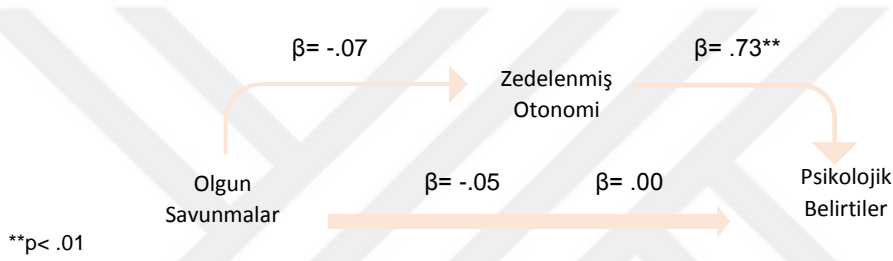 β= -.07
β= .73**
Zedelenmiş
Otonomi
Olgun
Savunmalar
β= -.05
β= .00
Psikolojik
Belirtiler
**p< .01